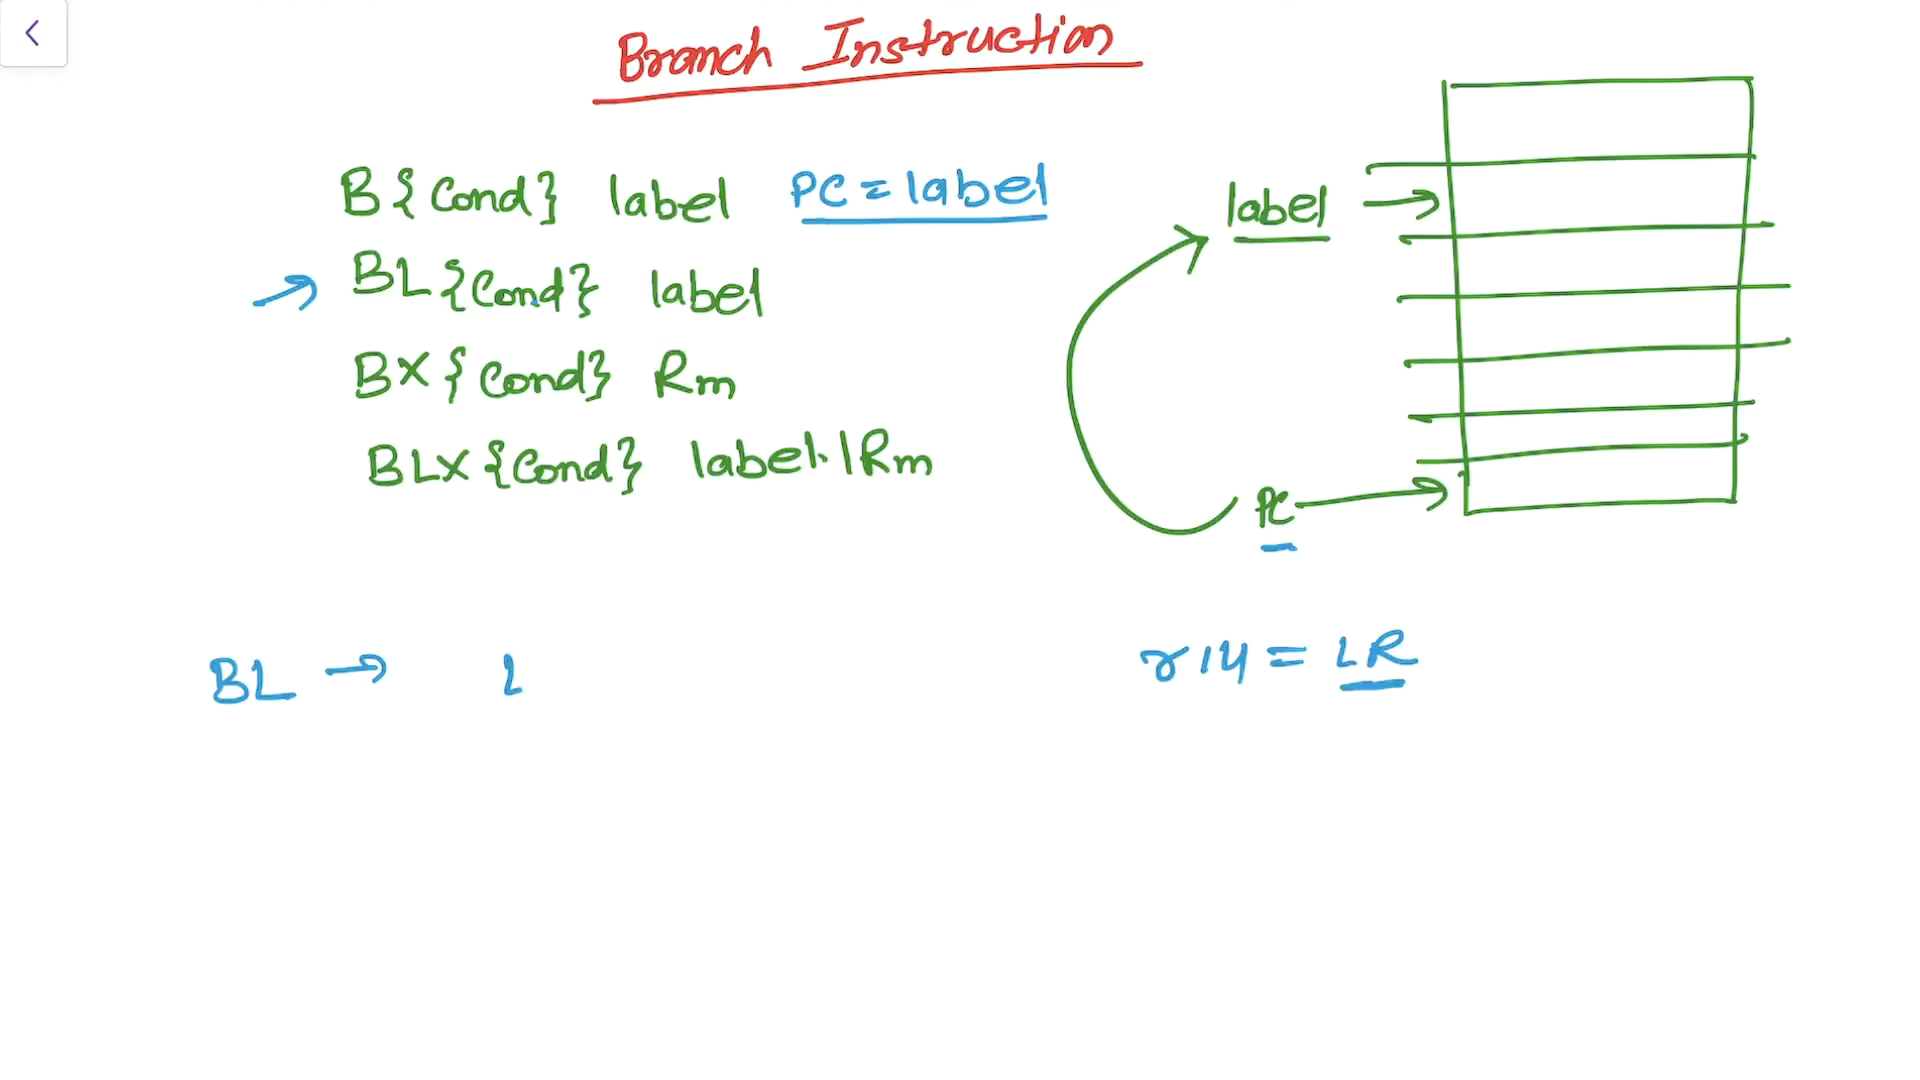 Branch Instruction
B{Cond} label PC = label
→ BL{Cond} label
BX{Cond} Rm
BLX{Cond} label.|Rm
label →
PC →
BL → l
r14 = LR